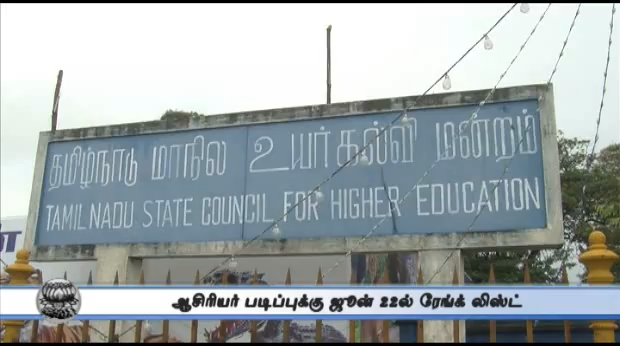 தமிழ்நாடு மாநில உயர்கல்வி மன்றம்
TAMIL NADU STATE COUNCIL FOR HIGHER EDUCATION
ஆசிரியர் படிப்புக்கு ஜுன் 22ல் ரேங்க் லிஸ்ட்